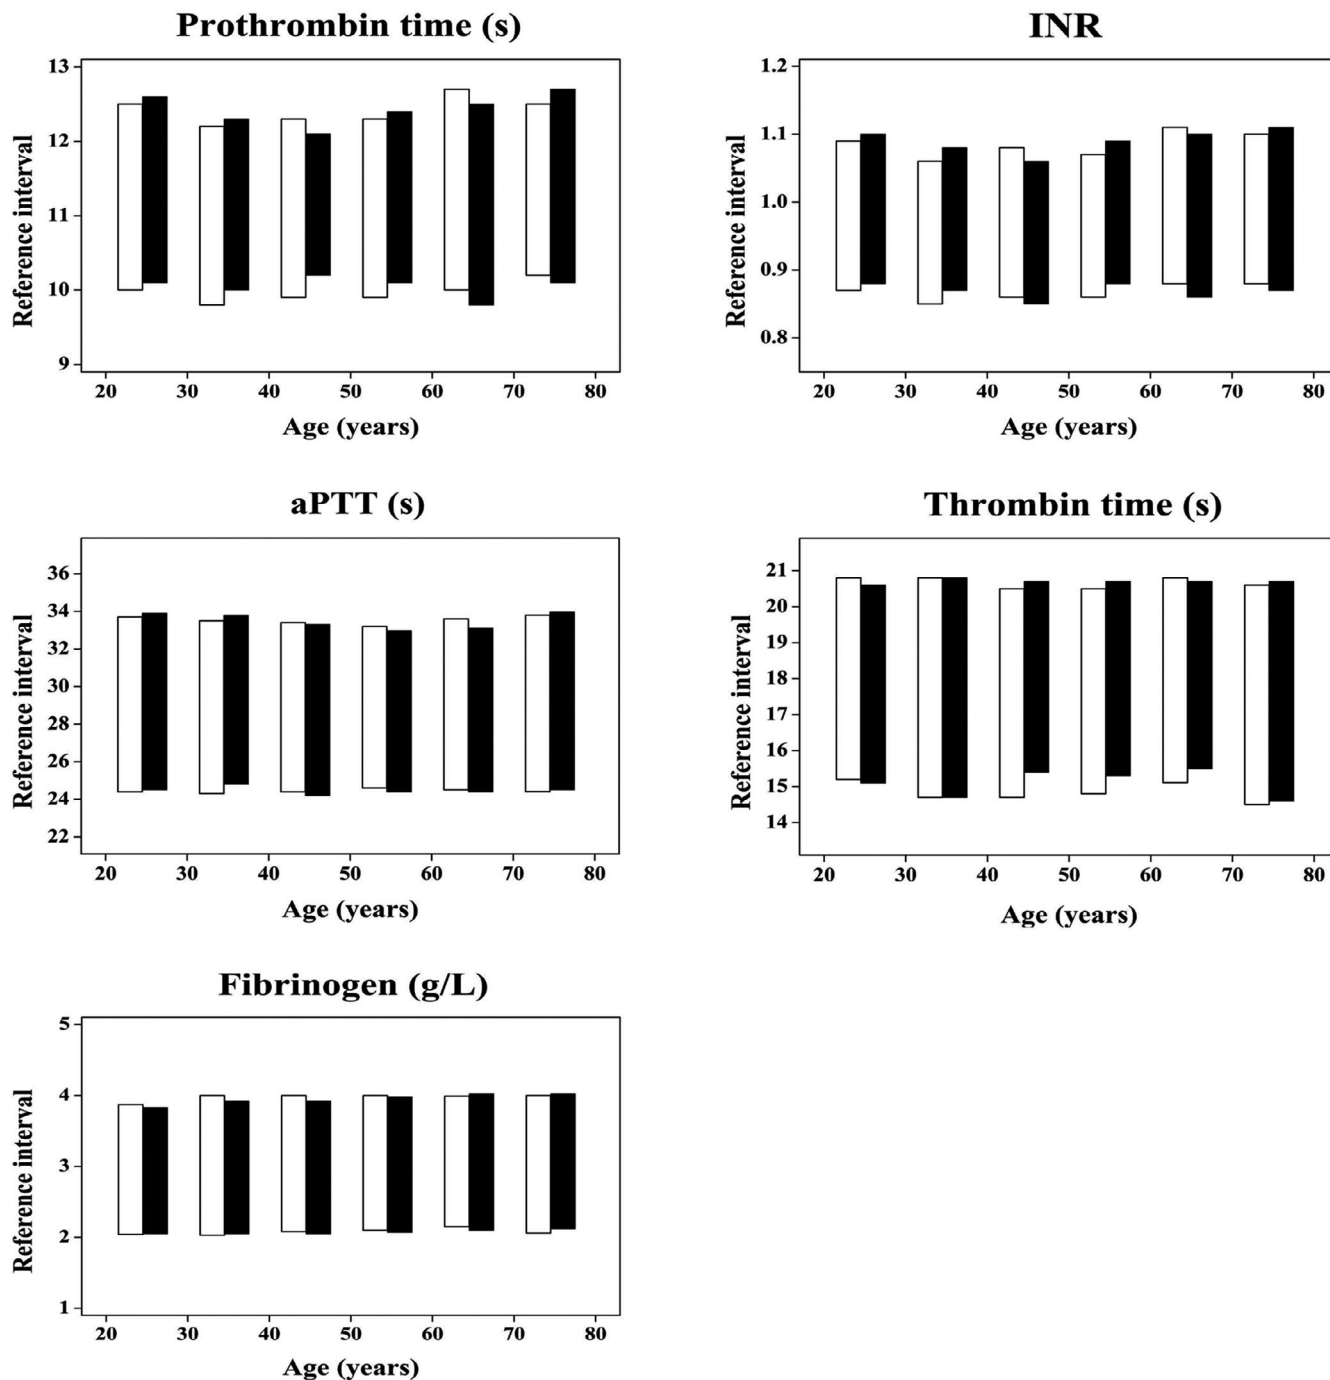 Prothrombin time (s)
Reference interval
13
12
11
10
9
20 30 40 50 60 70 80
Age (years)
INR
Reference interval
1.2
1.1
1.0
0.9
0.8
20 30 40 50 60 70 80
Age (years)
aPTT (s)
Reference interval
36
34
32
30
28
26
24
22
20 30 40 50 60 70 80
Age (years)
Thrombin time (s)
Reference interval
21
20
19
18
17
16
15
14
20 30 40 50 60 70 80
Age (years)
Fibrinogen (g/L)
Reference interval
5
4
3
2
1
20 30 40 50 60 70 80
Age (years)